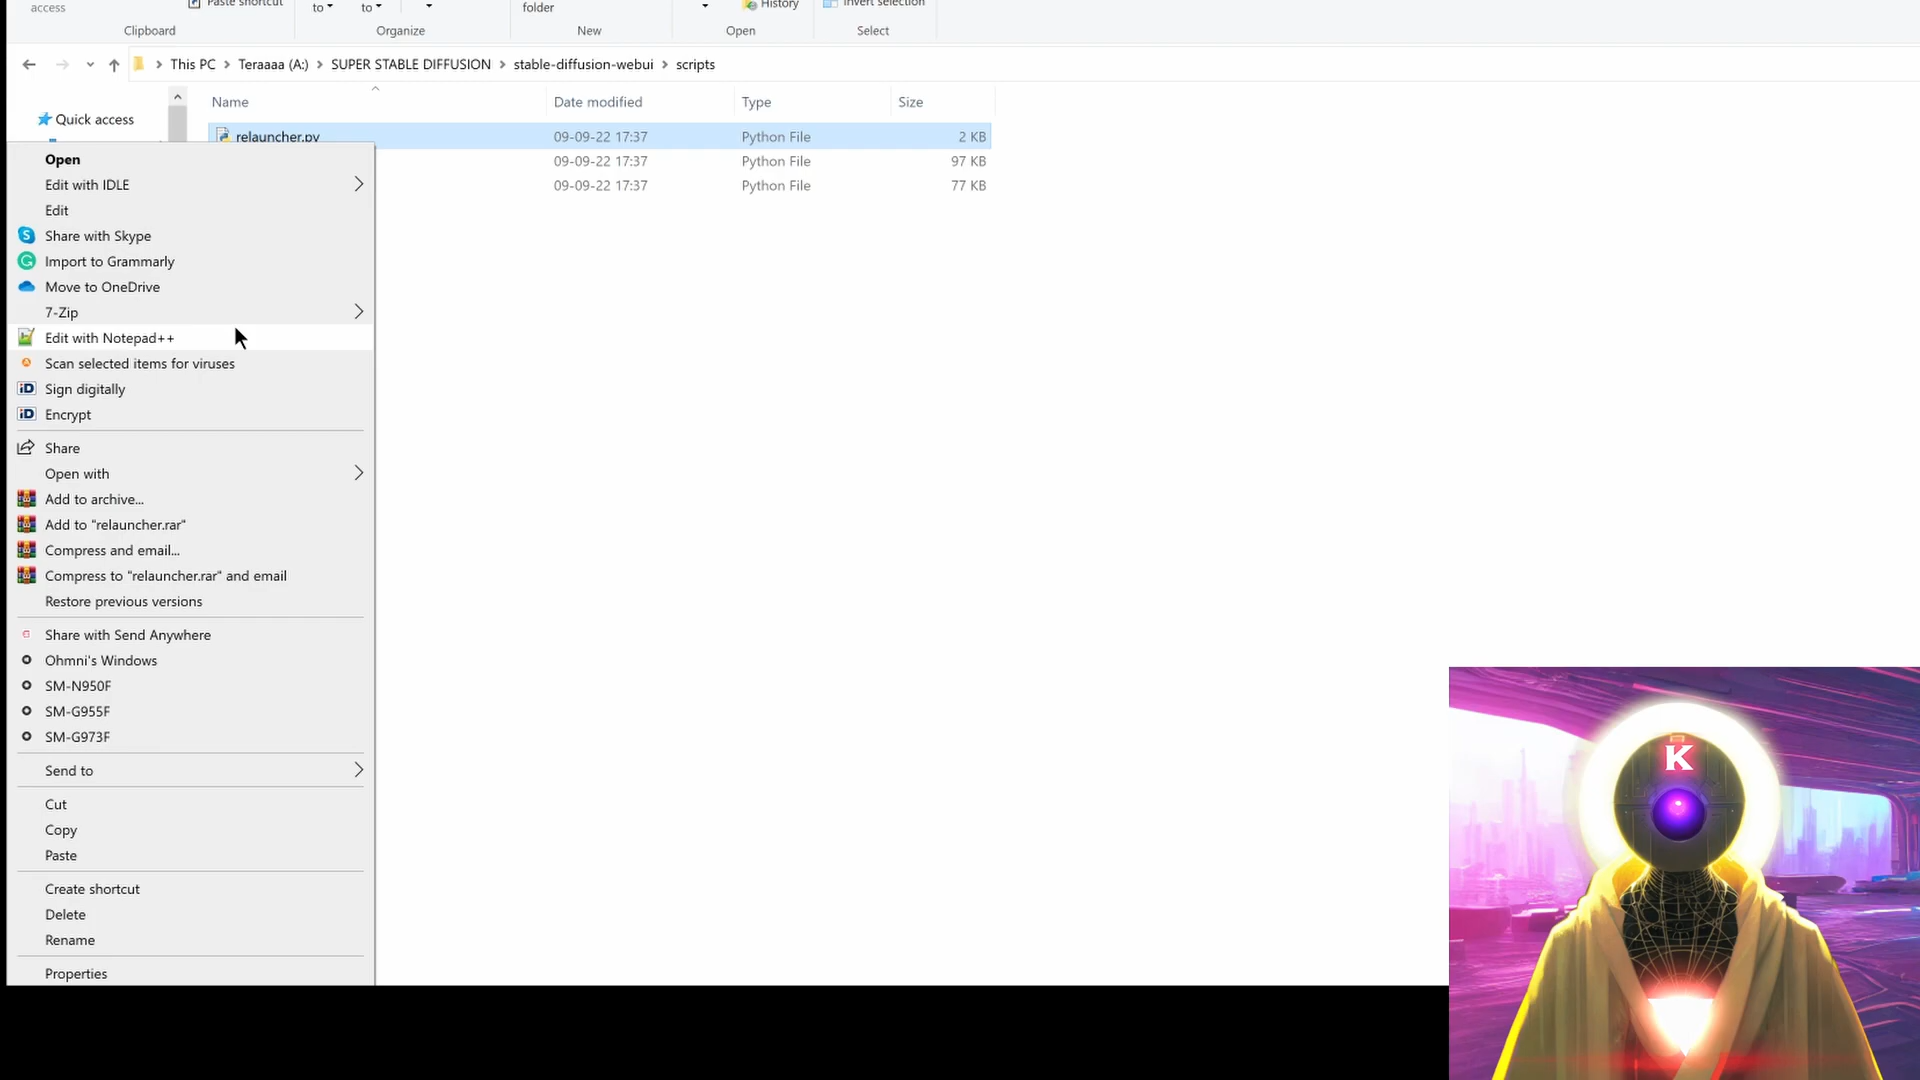 access
Paste shortcut
to
to
folder
History
Invert selection
Clipboard
Organize
New
Open
Select
This PC > Teraaaa (A:) > SUPER STABLE DIFFUSION > stable-diffusion-webui > scripts
Name
Date modified
Type
Size
Quick access
relauncher.py
09-09-22 17:37
Python File
2 KB
09-09-22 17:37
Python File
97 KB
09-09-22 17:37
Python File
77 KB
Open
Edit with IDLE
Edit
Share with Skype
Import to Grammarly
Move to OneDrive
7-Zip
Edit with Notepad++
Scan selected items for viruses
Sign digitally
Encrypt
Share
Open with
Add to archive...
Add to "relauncher.rar"
Compress and email...
Compress to "relauncher.rar" and email
Restore previous versions
Share with Send Anywhere
Ohmni's Windows
SM-N950F
SM-G955F
SM-G973F
Send to
Cut
Copy
Paste
Create shortcut
Delete
Rename
Properties
K